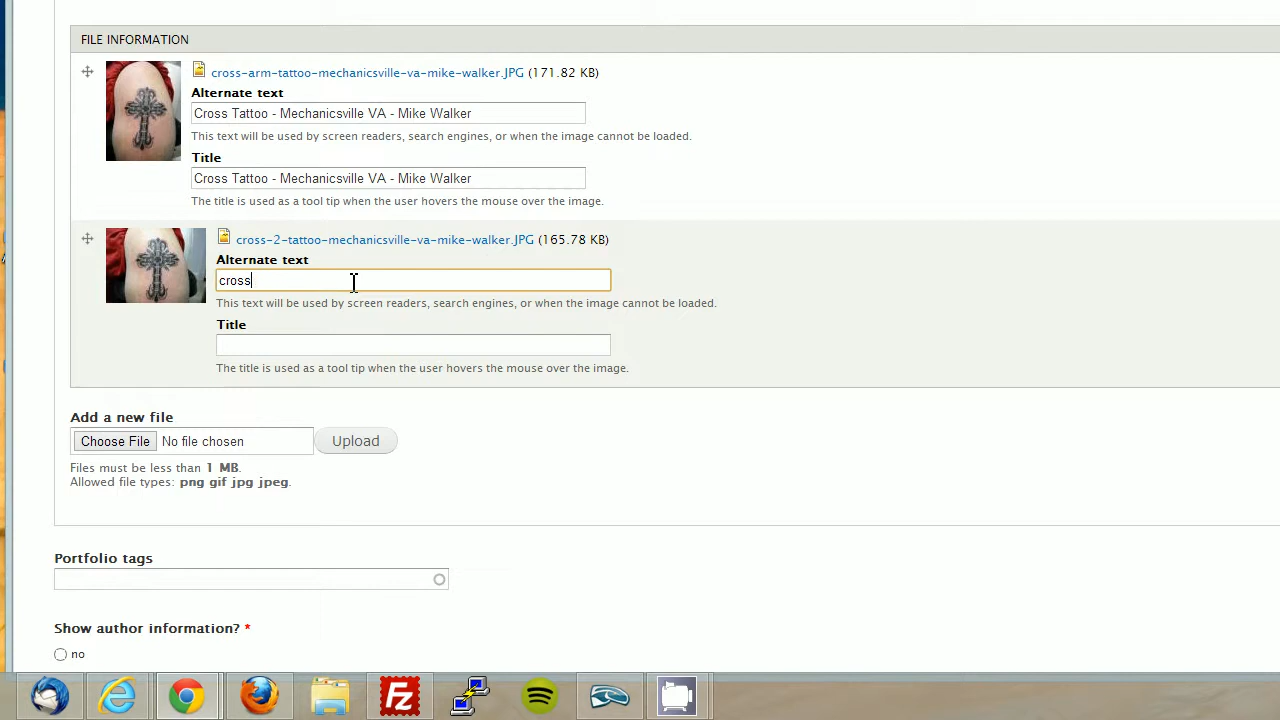 FILE INFORMATION
cross-arm-tattoo-mechanicsville-va-mike-walker.JPG (171.82 KB)
Alternate text
Cross Tattoo - Mechanicsville VA - Mike Walker
This text will be used by screen readers, search engines, or when the image cannot be loaded.
Title
Cross Tattoo - Mechanicsville VA - Mike Walker
The title is used as a tool tip when the user hovers the mouse over the image.
cross-2-tattoo-mechanicsville-va-mike-walker.JPG (165.78 KB)
Alternate text
cross
This text will be used by screen readers, search engines, or when the image cannot be loaded.
Title
The title is used as a tool tip when the user hovers the mouse over the image.
Add a new file
Choose File No file chosen Upload
Files must be less than 1 MB.
Allowed file types: png gif jpg jpeg.
Portfolio tags
Show author information? *
no
Fz